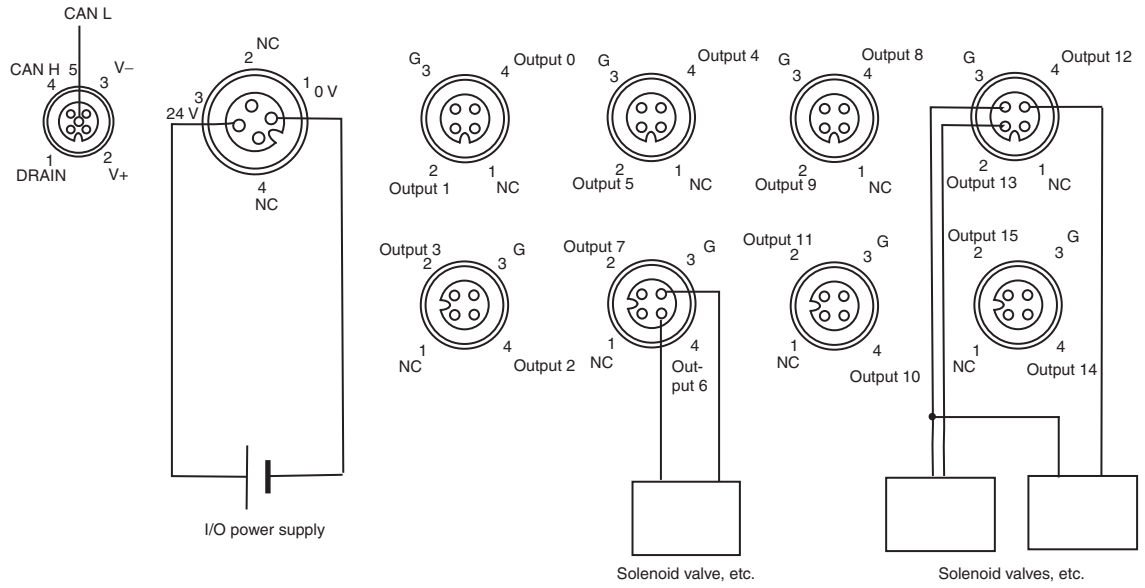 CAN L
CAN H
5
V–
4
3
1
2
DRAIN
V+
NC
2
3
1
0 V
24 V
4
NC
I/O power supply
G
3
4
Output 0
2
1
Output 1
NC
G
3
4
Output 4
2
1
Output 5
NC
G
3
4
Output 8
2
1
Output 9
NC
G
3
4
Output 12
2
1
Output 13
NC
Output 3
2
3
G
1
4
NC
Output 2
Output 7
2
3
G
1
4
NC
Out-
put 6
Output 11
2
3
G
1
4
NC
Output 10
Output 15
2
3
G
1
4
NC
Output 14
Solenoid valve, etc.
Solenoid valves, etc.